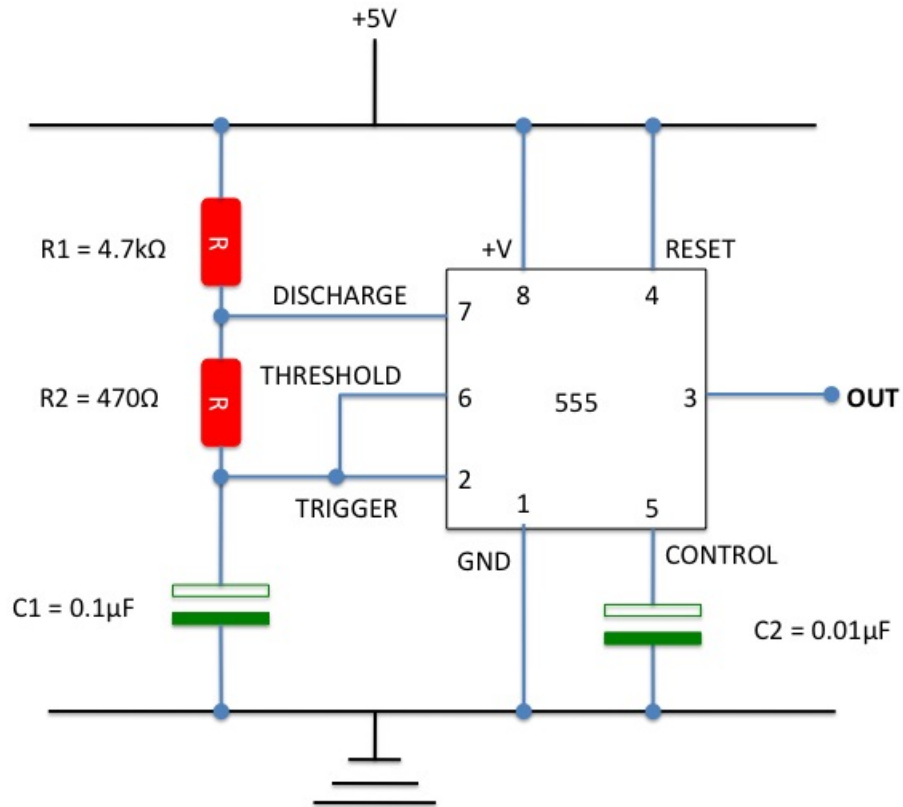 +5V
R1 = 4.7kΩ
R
+V
RESET
DISCHARGE
7
8
4
R2 = 470Ω
R
THRESHOLD
6
555
3
OUT
2
TRIGGER
1
5
GND
CONTROL
C1 = 0.1µF
C2 = 0.01µF